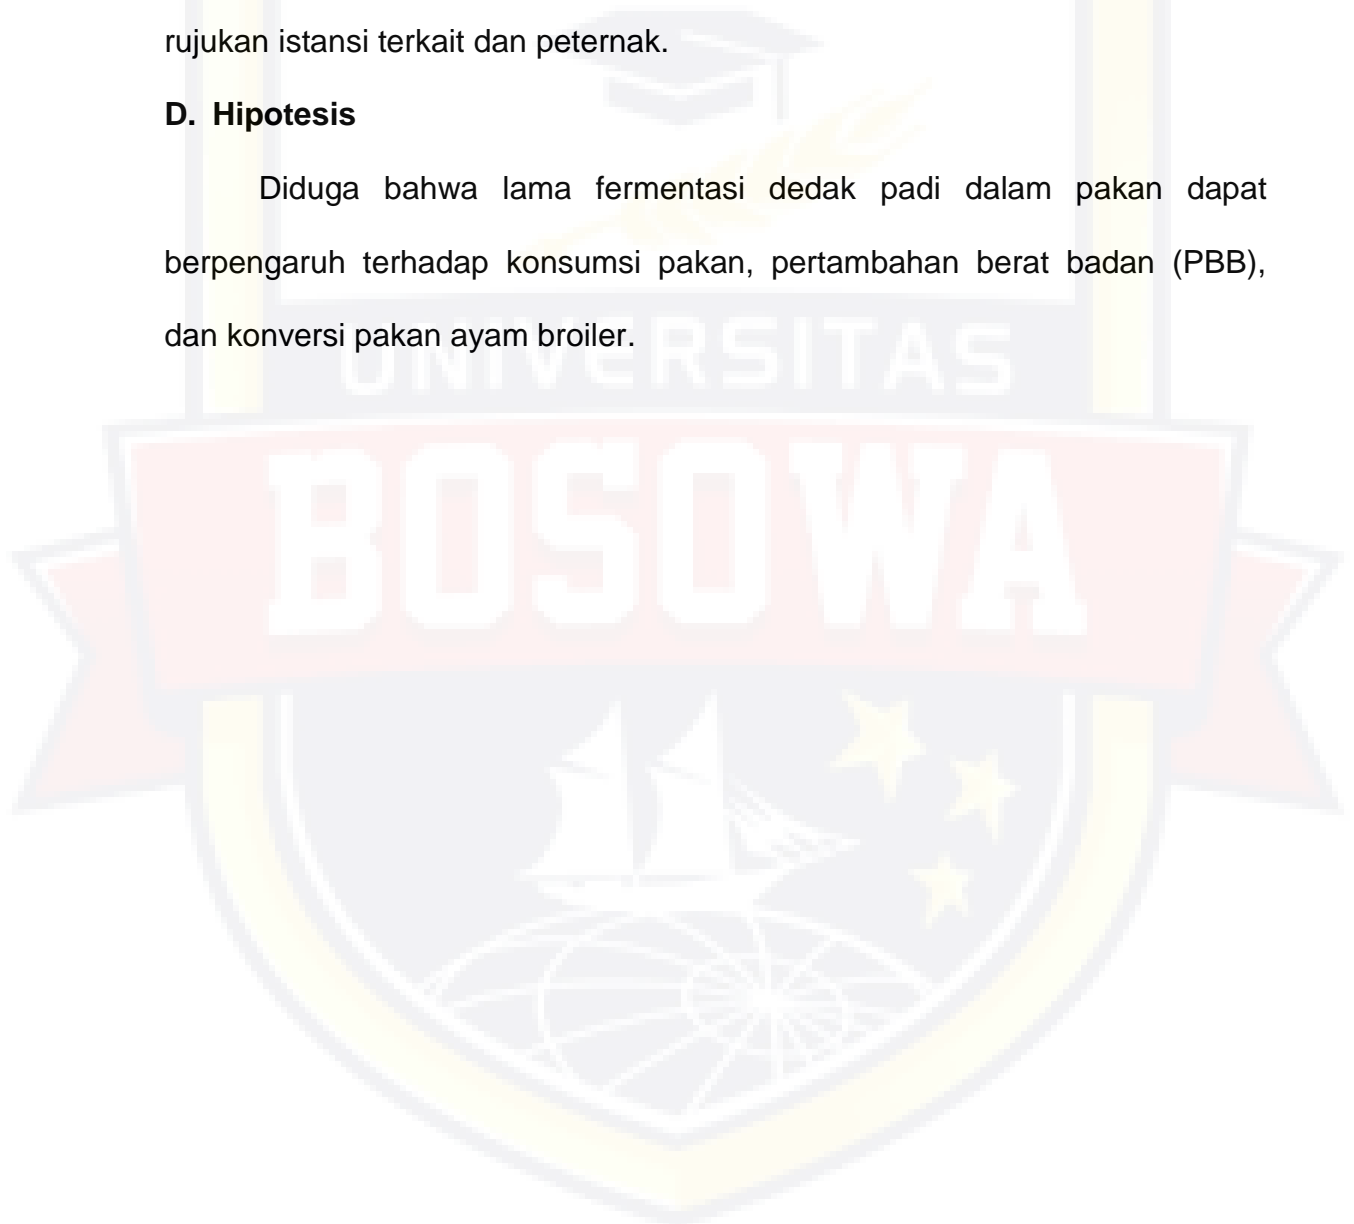 rujukan istansi terkait dan peternak.
D. Hipotesis
Diduga bahwa lama fermentasi dedak padi dalam pakan dapat
berpengaruh terhadap konsumsi pakan, pertambahan berat badan (PBB),
dan konversi pakan ayam broiler.
UNIVERSITAS
BOSOWA